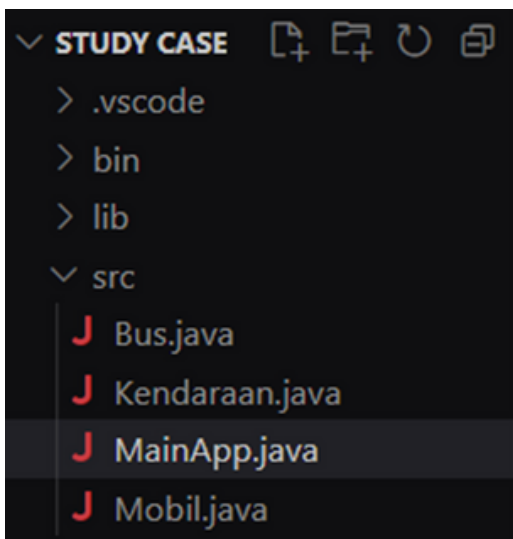 STUDY CASE
.vscode
bin
lib
src
J Bus.java
J Kendaraan.java
J MainApp.java
J Mobil.java